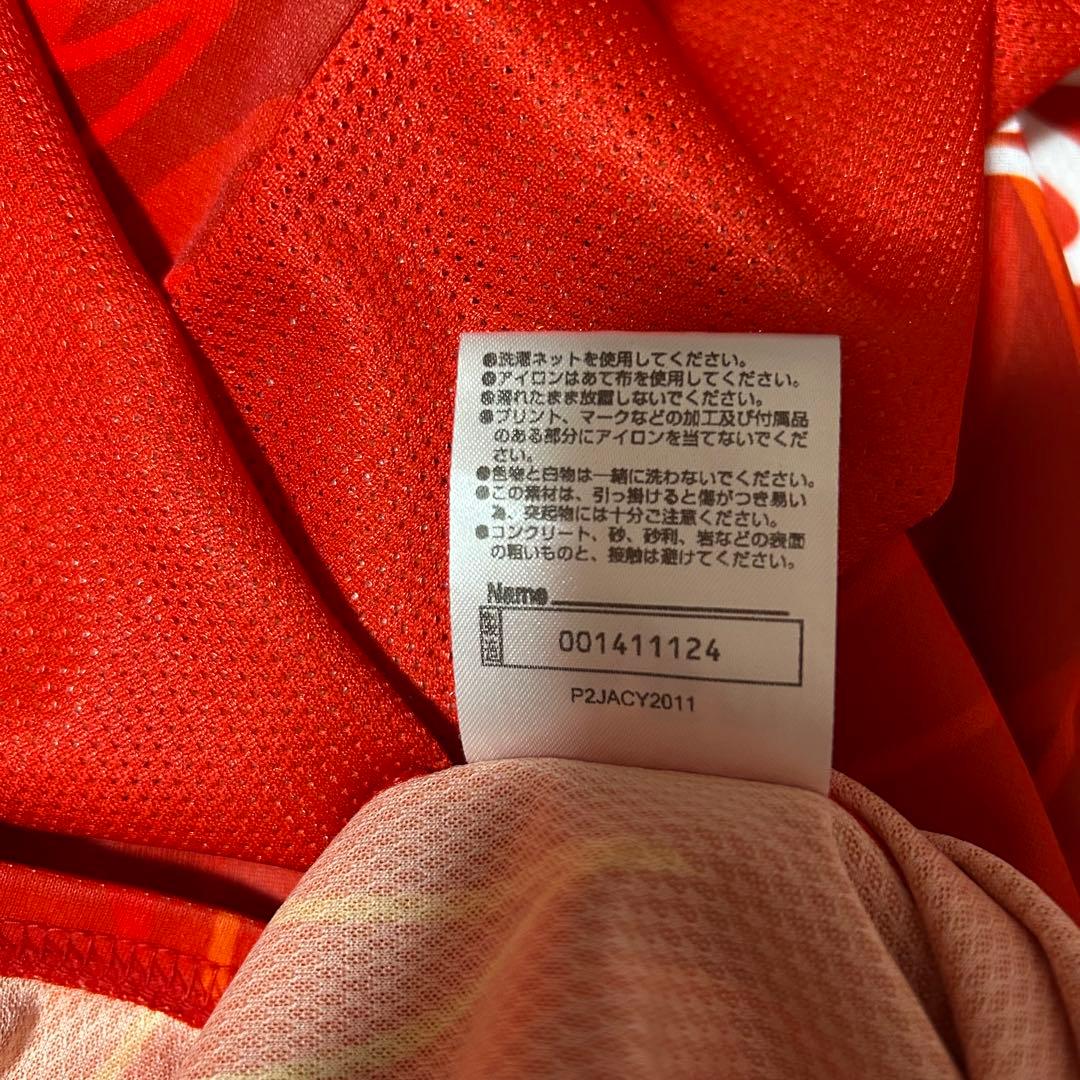 ●洗濯ネットを使用してください。
●アイロンはあて布を使用してください。
●濡れたまま放置しないでください。
●プリント、マークなどの加工及び付属品
のある部分にアイロンを当てないでくだ
さい。
●色物と白物は一緒に洗わないでください。
●この素材は、引っ掛けると傷がつき易い
為、突起物には十分ご注意ください。
●コンクリート、砂、砂利、岩などの表面
の粗いものと、接触は避けてください。
Name
製造
001411124
P2JACY2011